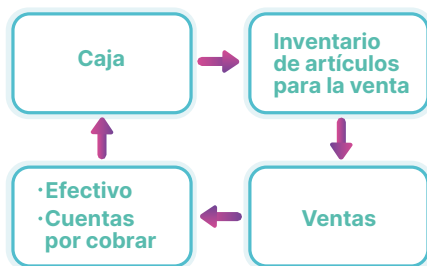 Caja
Inventario
de artículos
para la venta
·Efectivo
·Cuentas
por cobrar
Ventas